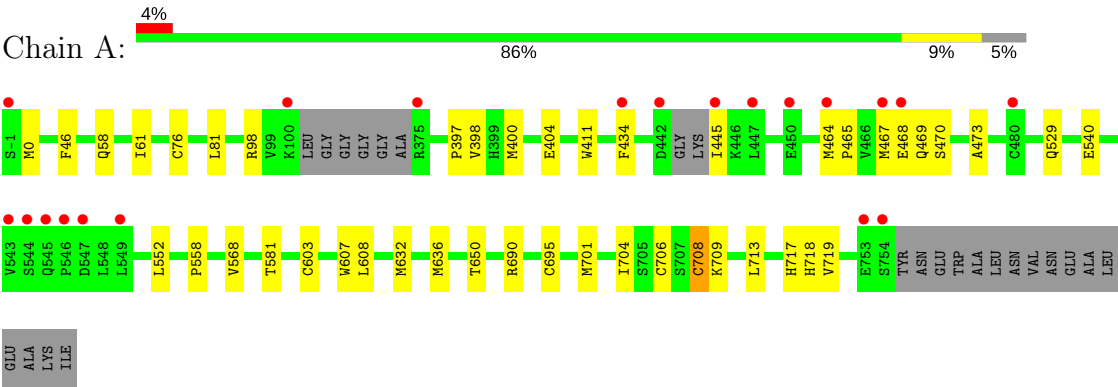 4%
Chain A:
86% 9% 5%
S-1 M0 F46 Q58 I61 C76 L81 R98 V99 K100 LEU GLY GLY GLY GLY ALA R375 P397 V398 H399 M400 E404 W411 F434 D442 GLY LYS I445 K446 L447 E450 M464 P465 V466 M467 E468 Q469 S470 A473 C480 Q529 E540
V543 S544 Q545 P546 D547 L548 L549 L552 P558 V568 T581 C603 W607 L608 M632 M636 T650 R690 C695 M701 I704 S705 C706 S707 C708 K709 L713 H717 H718 V719 E753 S754 TYR ASN GLU TRP ALA LEU ASN VAL ASN GLU ALA LEU
GLU ALA LYS ILE